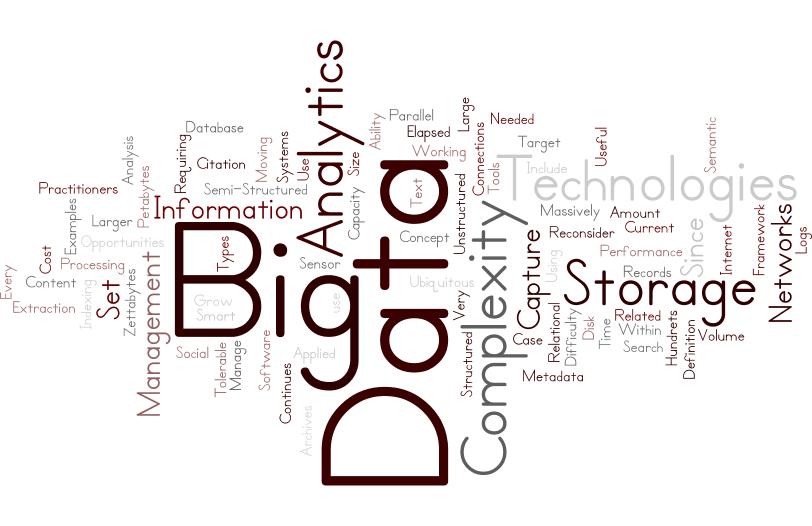 Analytics
Large
Needed
Parallel
Elapsed
Ability
Database
Requiring
Moving
Systems
Use
Size
Working
Connections
Tools
Target
Useful
Semantic
Analysis
Citation
Practitioners
Petabytes
Semi-Structured
Capacity
Text
Unstructured
Technologies
Include
Examples
Larger
Information
Opportunities
Concept
Massively
Amount
Reconsider
Current
Since
Internet
Framework
Networks
Logs
Every
Cost
Processing
Content
Types
Big
Sensor
Data
Ubiquitous
Complexity
Capture
Using
Performance
Records
Storage
Extraction
Indexing
Set
Zettabytes
Management
Grow
Smart
use
Very
Structured
Case
Relational
Difficulty
Disk
Time
Related
Within
Search
Hundreds
Definition
Volume
Social
Tolerable
Manage
Software
Continues
Applied
Archives
Metadata